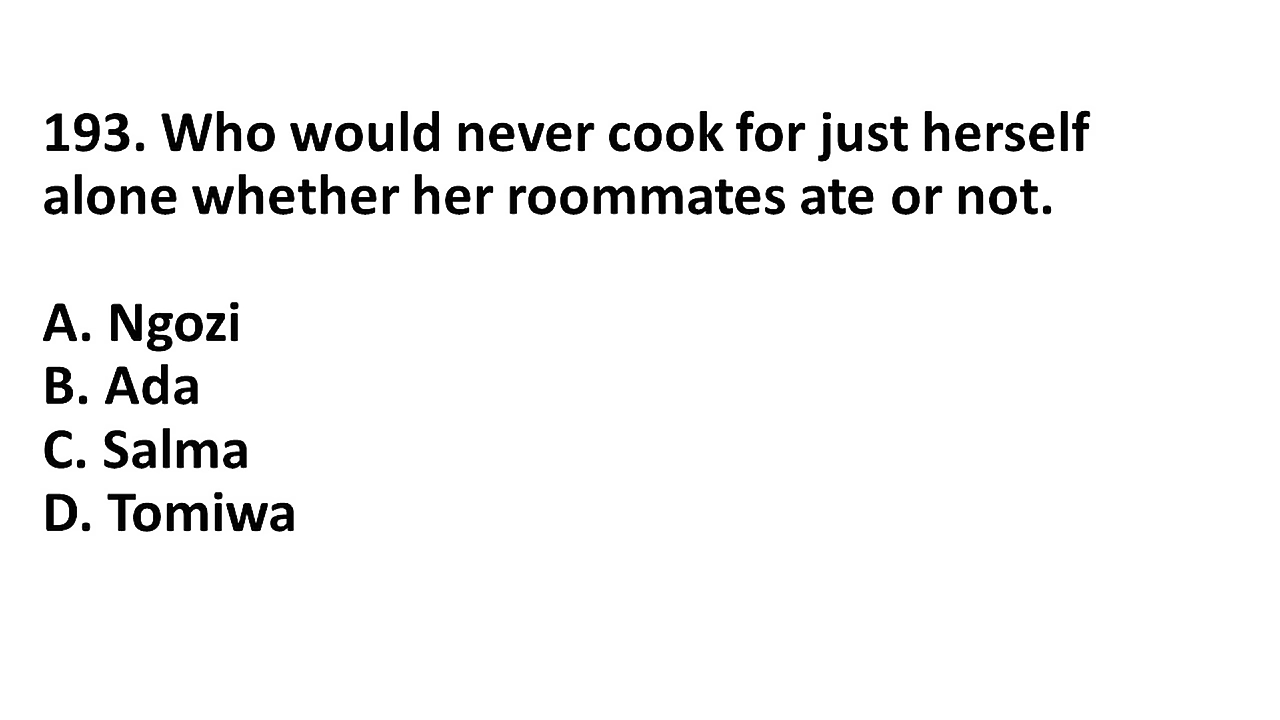 193. Who would never cook for just herself
alone whether her roommates ate or not.
A. Ngozi
B. Ada
C. Salma
D. Tomiwa